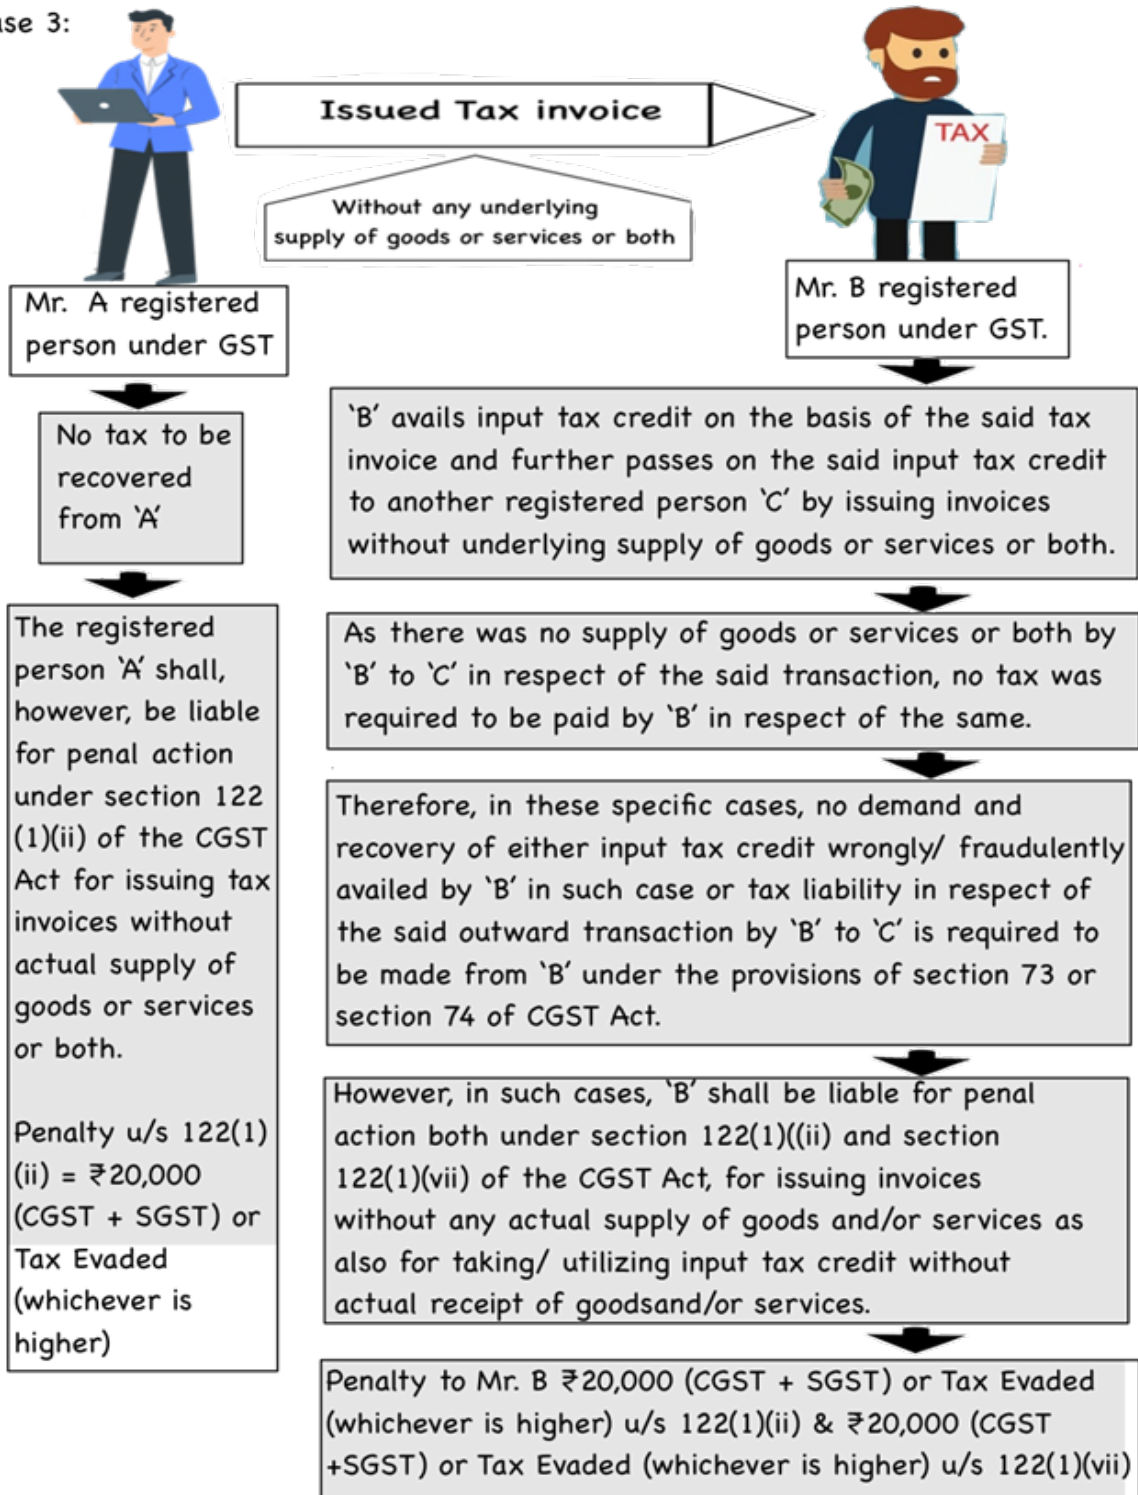 ase 3:
Issued Tax invoice
TAX
Without any underlying
supply of goods or services or both
Mr. A registered
person under GST
Mr. B registered
person under GST.
No tax to be
recovered
from ‘A’
The registered
person ‘A’ shall,
however, be liable
for penal action
under section 122
(1)(ii) of the CGST
Act for issuing tax
invoices without
actual supply of
goods or services
or both.
Penalty u/s 122(1)
(ii) = ₹20,000
(CGST + SGST) or
Tax Evaded
(whichever is
higher)
‘B’ avails input tax credit on the basis of the said tax
invoice and further passes on the said input tax credit
to another registered person ‘C’ by issuing invoices
without underlying supply of goods or services or both.
As there was no supply of goods or services or both by
‘B’ to ‘C’ in respect of the said transaction, no tax was
required to be paid by ‘B’ in respect of the same.
Therefore, in these specific cases, no demand and
recovery of either input tax credit wrongly/ fraudulently
availed by ‘B’ in such case or tax liability in respect of
the said outward transaction by ‘B’ to ‘C’ is required to
be made from ‘B’ under the provisions of section 73 or
section 74 of CGST Act.
However, in such cases, ‘B’ shall be liable for penal
action both under section 122(1)((ii) and section
122(1)(vii) of the CGST Act, for issuing invoices
without any actual supply of goods and/or services as
also for taking/ utilizing input tax credit without
actual receipt of goodsand/or services.
Penalty to Mr. B ₹20,000 (CGST + SGST) or Tax Evaded
(whichever is higher) u/s 122(1)(ii) & ₹20,000 (CGST
+SGST) or Tax Evaded (whichever is higher) u/s 122(1)(vii)